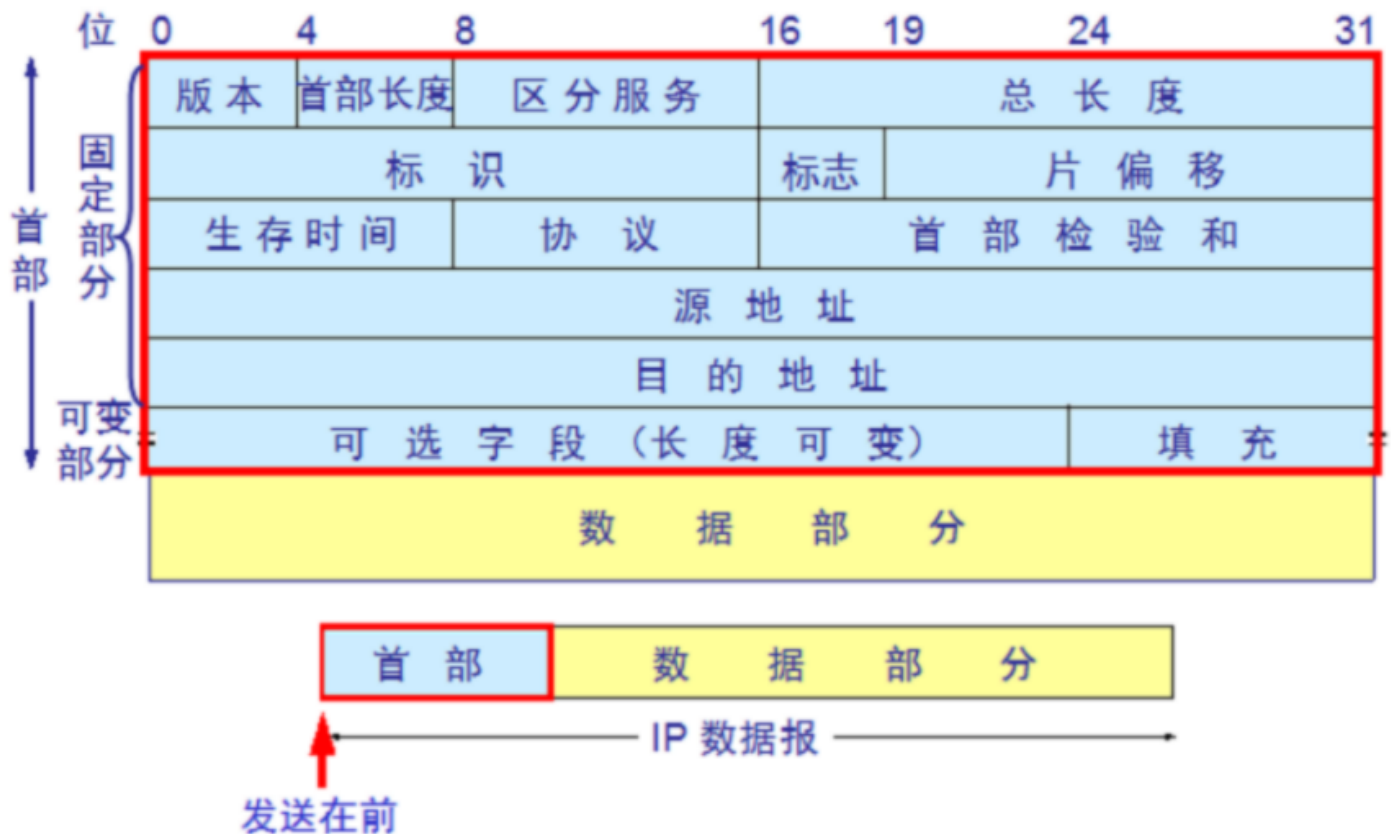 位 0 4 8 16 19 24 31
版本 首部长度 区分服务 总长度
标识 标志 片偏移
生存时间 协议 首部检验和
源地址
目的地址
可选字段（长度可变） 填充
首部
固定部分
可变部分
数据部分
首部 数据部分
IP 数据报
发送在前